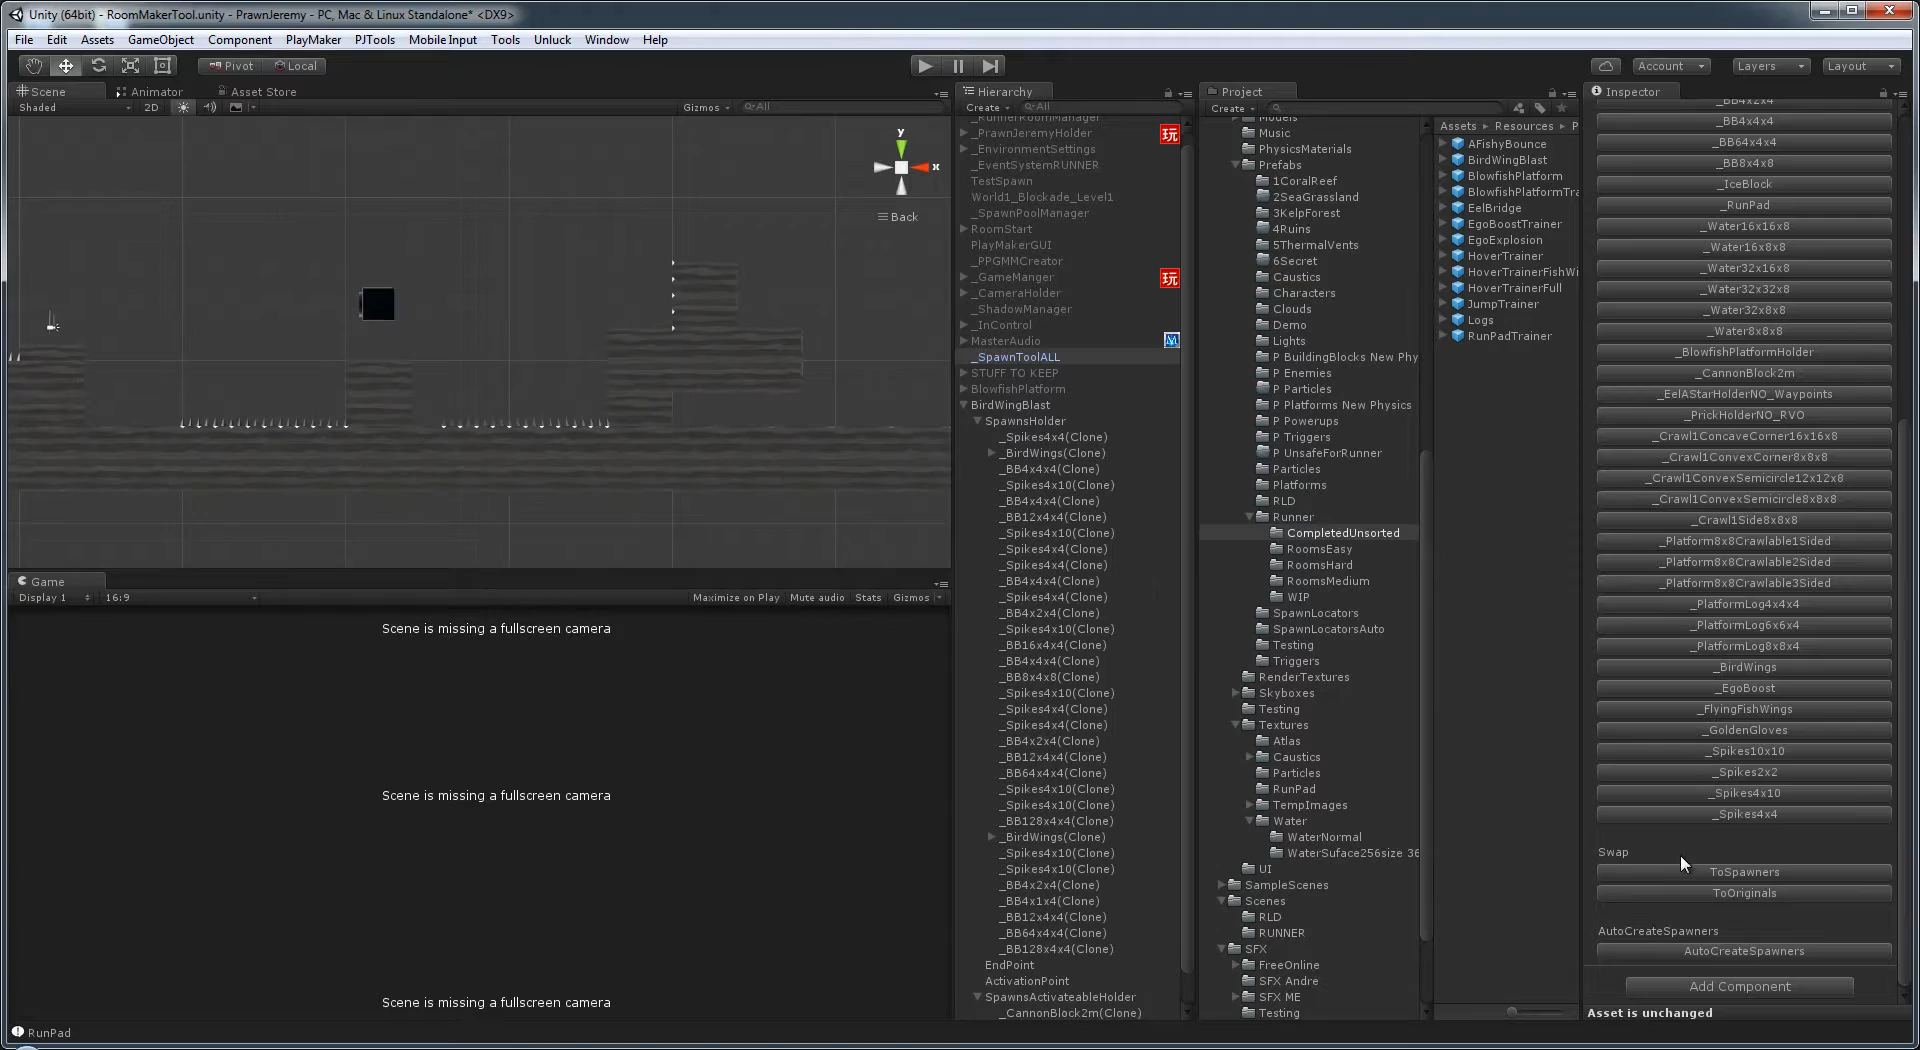 Unity (64bit) - RoomMakerTool.unity - PrawnJeremy - PC, Mac & Linux Standalone* <DX9>
File Edit Assets GameObject Component PlayMaker PJTools Mobile Input Tools Unluck Window Help
Pivot Local
Account Layers Layout
Scene Animator Asset Store
Shaded 2D Gizmos All
y
x
Back
Game
Display 1 16:9 Maximize on Play Mute audio Stats Gizmos
Scene is missing a fullscreen camera
Scene is missing a fullscreen camera
Scene is missing a fullscreen camera
RunPad
Hierarchy
Create All
_RunnerRoomManager
_PrawnJeremyHolder 玩
_EnvironmentSettings
_EventSystemRUNNER
TestSpawn
World1_Blockade_Level1
_SpawnPoolManager
RoomStart
PlayMakerGUI
_PPGMMCreator
_GameManger 玩
_CameraHolder
_ShadowManager
_InControl
MasterAudio
_SpawnToolALL
STUFF TO KEEP
BlowfishPlatform
BirdWingBlast
SpawnsHolder
_Spikes4x4(Clone)
_BirdWings(Clone)
_BB4x4x4(Clone)
_Spikes4x10(Clone)
_BB4x4x4(Clone)
_BB12x4x4(Clone)
_Spikes4x10(Clone)
_Spikes4x4(Clone)
_Spikes4x4(Clone)
_BB4x4x4(Clone)
_Spikes4x4(Clone)
_BB4x2x4(Clone)
_Spikes4x10(Clone)
_BB16x4x4(Clone)
_BB4x4x4(Clone)
_BB8x4x8(Clone)
_Spikes4x10(Clone)
_Spikes4x4(Clone)
_Spikes4x4(Clone)
_BB4x2x4(Clone)
_BB12x4x4(Clone)
_BB64x4x4(Clone)
_Spikes4x10(Clone)
_Spikes4x10(Clone)
_BB128x4x4(Clone)
_BirdWings(Clone)
_Spikes4x10(Clone)
_Spikes4x10(Clone)
_BB4x2x4(Clone)
_BB4x1x4(Clone)
_BB12x4x4(Clone)
_BB64x4x4(Clone)
_BB128x4x4(Clone)
EndPoint
ActivationPoint
SpawnsActivateableHolder
_CannonBlock2m(Clone)
Project
Create
Models
Music
PhysicsMaterials
Prefabs
1CoralReef
2SeaGrassland
3KelpForest
4Ruins
5ThermalVents
6Secret
Caustics
Characters
Clouds
Demo
Lights
P BuildingBlocks New Phy
P Enemies
P Particles
P Platforms New Physics
P Powerups
P Triggers
P UnsafeForRunner
Particles
Platforms
RLD
Runner
CompletedUnsorted
RoomsEasy
RoomsHard
RoomsMedium
WIP
SpawnLocators
SpawnLocatorsAuto
Testing
Triggers
RenderTextures
Skyboxes
Testing
Textures
Atlas
Caustics
Particles
RunPad
TempImages
Water
WaterNormal
WaterSuface256size 36
UI
SampleScenes
Scenes
RLD
RUNNER
SFX
FreeOnline
SFX Andre
SFX ME
Testing
Assets Resources P
AFishyBounce
BirdWingBlast
BlowfishPlatform
BlowfishPlatformTra
EelBridge
EgoBoostTrainer
EgoExplosion
HoverTrainer
HoverTrainerFishWi
HoverTrainerFull
JumpTrainer
Logs
RunPadTrainer
Inspector
_BB4x2x4
_BB4x4x4
_BB64x4x4
_BB8x4x8
_IceBlock
_RunPad
_Water16x16x8
_Water16x8x8
_Water32x16x8
_Water32x32x8
_Water32x8x8
_Water8x8x8
_BlowfishPlatformHolder
_CannonBlock2m
_EelAStarHolderNO_Waypoints
_PrickHolderNO_RVO
_Crawl1ConcaveCorner16x16x8
_Crawl1ConvexCorner8x8x8
_Crawl1ConvexSemicircle12x12x8
_Crawl1ConvexSemicircle8x8x8
_Crawl1Side8x8x8
_Platform8x8Crawlable1Sided
_Platform8x8Crawlable2Sided
_Platform8x8Crawlable3Sided
_PlatformLog4x4x4
_PlatformLog6x6x4
_PlatformLog8x8x4
_BirdWings
_EgoBoost
_FlyingFishWings
_GoldenGloves
_Spikes10x10
_Spikes2x2
_Spikes4x10
_Spikes4x4
Swap
ToSpawners
ToOriginals
AutoCreateSpawners
AutoCreateSpawners
Add Component
Asset is unchanged